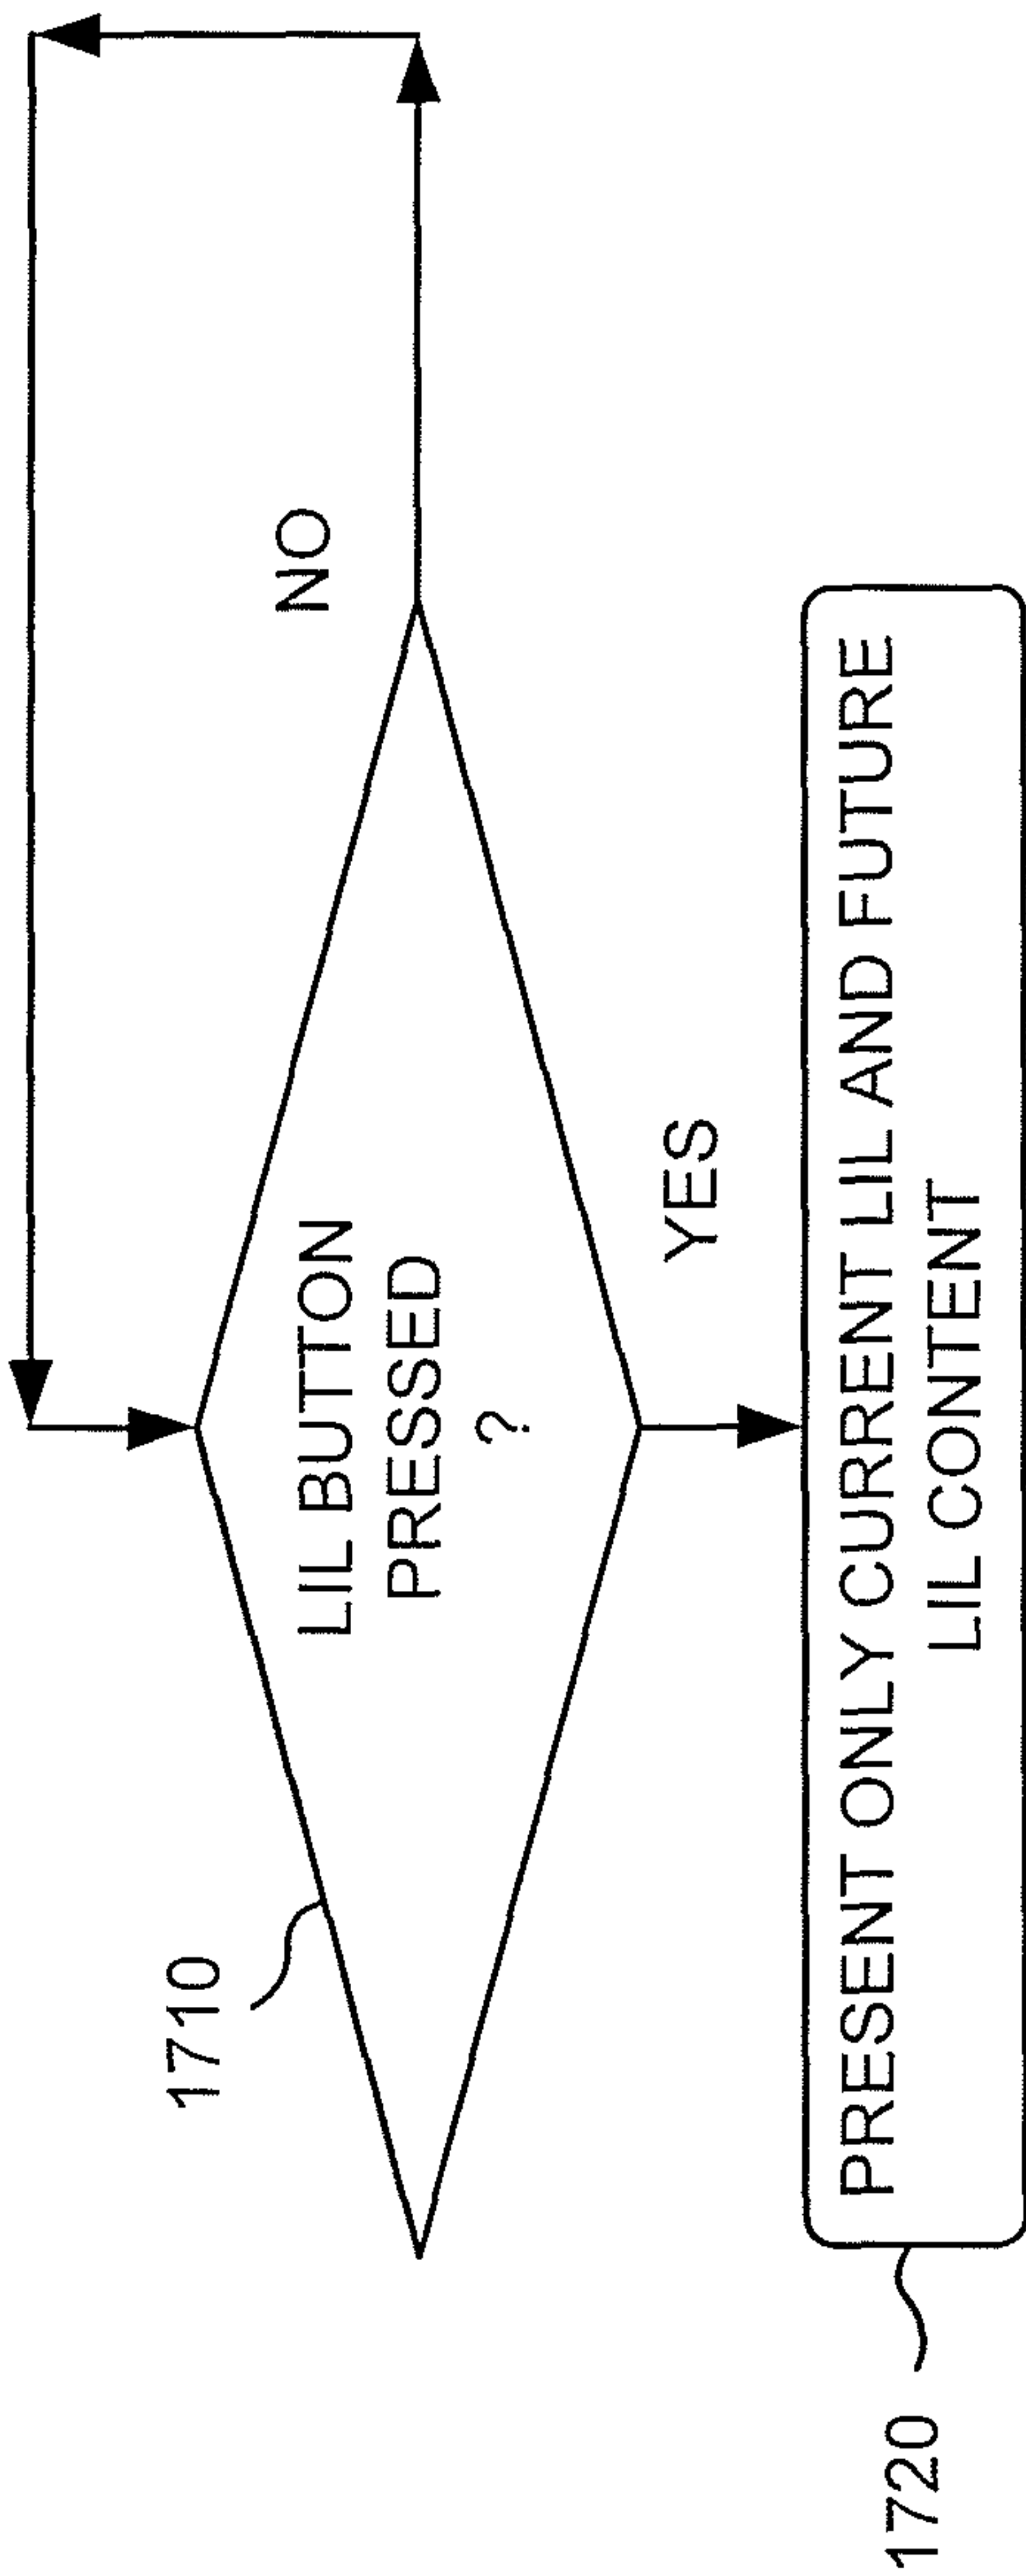 1710
LIL BUTTON
PRESSED
?
NO
YES
1720
PRESENT ONLY CURRENT LIL AND FUTURE
LIL CONTENT